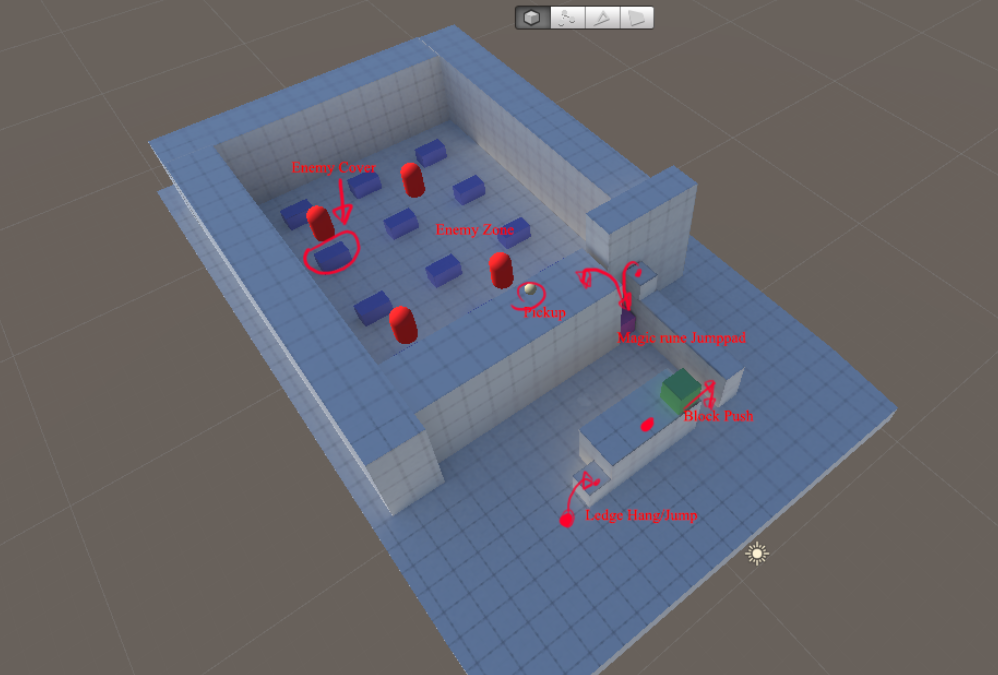 Enemy Cover
Enemy Zone
Pickup
Magic rune Jumppad
Block Push
Ledge Hang/Jump